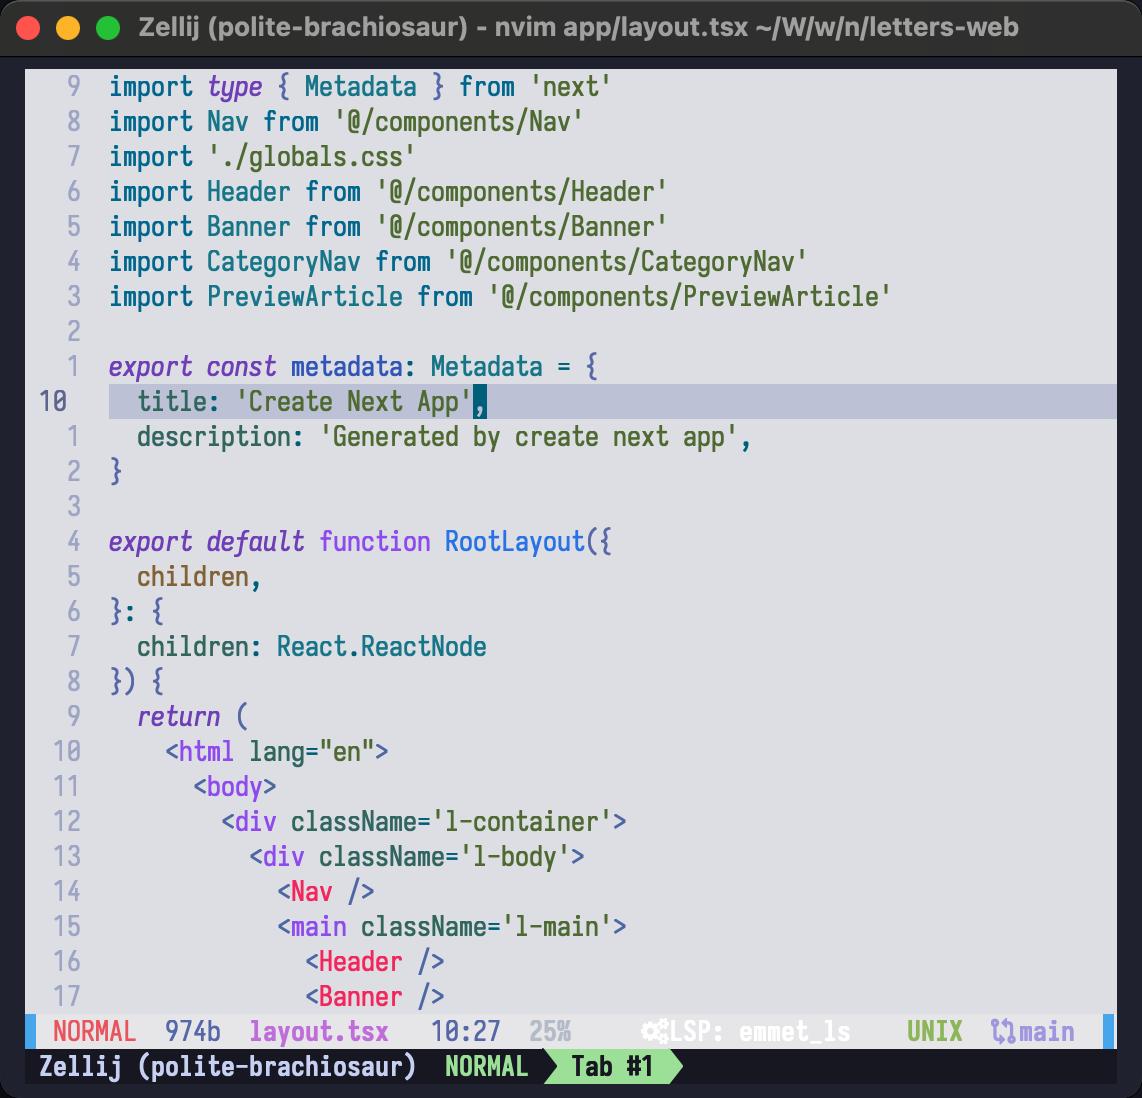 Zellij (polite-brachiosaur) - nvim app/layout.tsx ~/W/w/n/letters-web
9 import type { Metadata } from 'next'
8 import Nav from '@/components/Nav'
7 import './globals.css'
6 import Header from '@/components/Header'
5 import Banner from '@/components/Banner'
4 import CategoryNav from '@/components/CategoryNav'
3 import PreviewArticle from '@/components/PreviewArticle'
2
1 export const metadata: Metadata = {
10   title: 'Create Next App',
1   description: 'Generated by create next app',
2 }
3
4 export default function RootLayout({
5   children,
6 }: {
7   children: React.ReactNode
8 }) {
9   return (
10     <html lang="en">
11       <body>
12         <div className='l-container'>
13           <div className='l-body'>
14             <Nav />
15             <main className='l-main'>
16               <Header />
17               <Banner />
NORMAL 974b layout.tsx 10:27 25% LSP: emmet_ls UNIX main
Zellij (polite-brachiosaur) NORMAL Tab #1